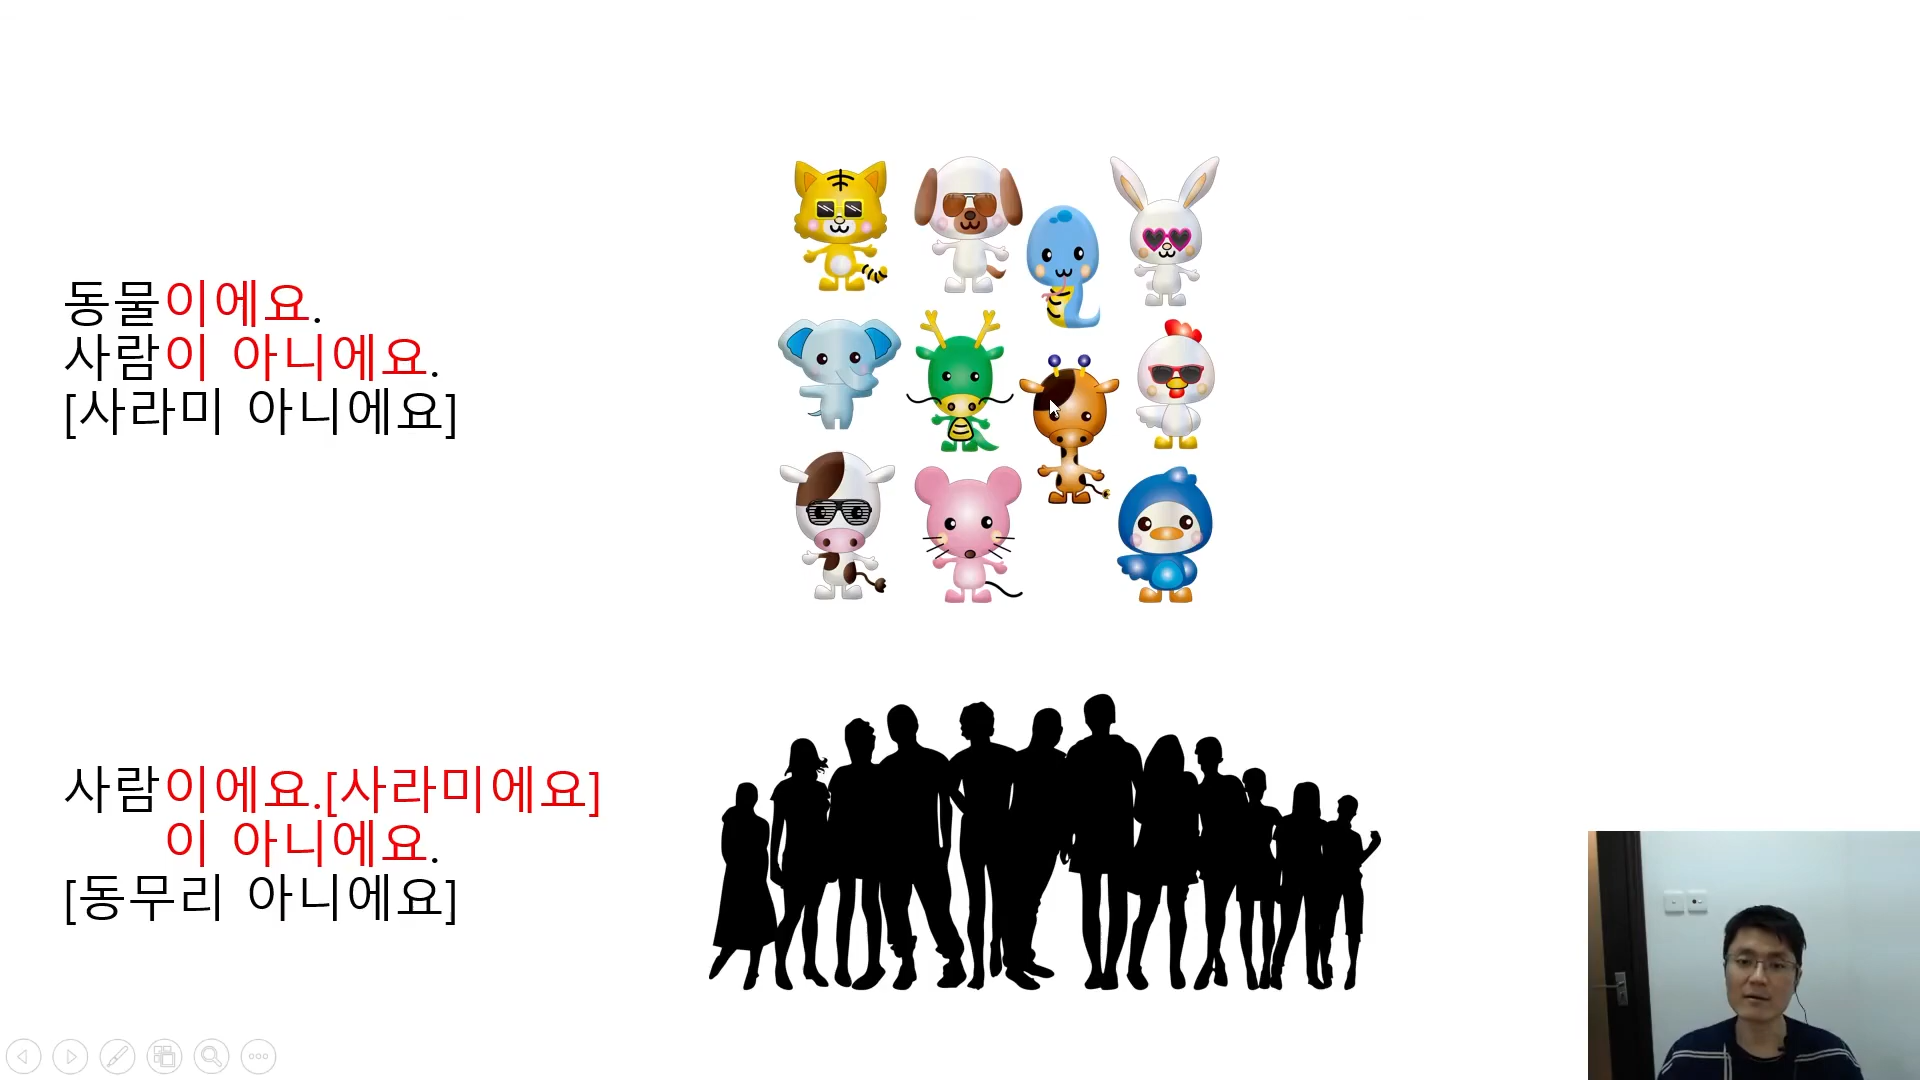 동물이에요.
사람이 아니에요.
[사라미 아니에요]
사람이에요.[사라미에요]
이 아니에요.
[동무리 아니에요]